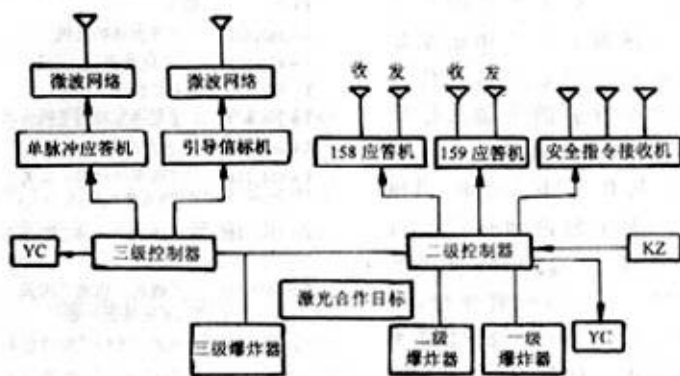 微波网络
微波网络
收 发 收 发
单脉冲应答机
引导信标机
158 应答机
159 应答机
安全指令接收机
YC
三级控制器
二级控制器
KZ
激光合作目标
三级爆炸器
二级
爆炸器
一级
爆炸器
YC